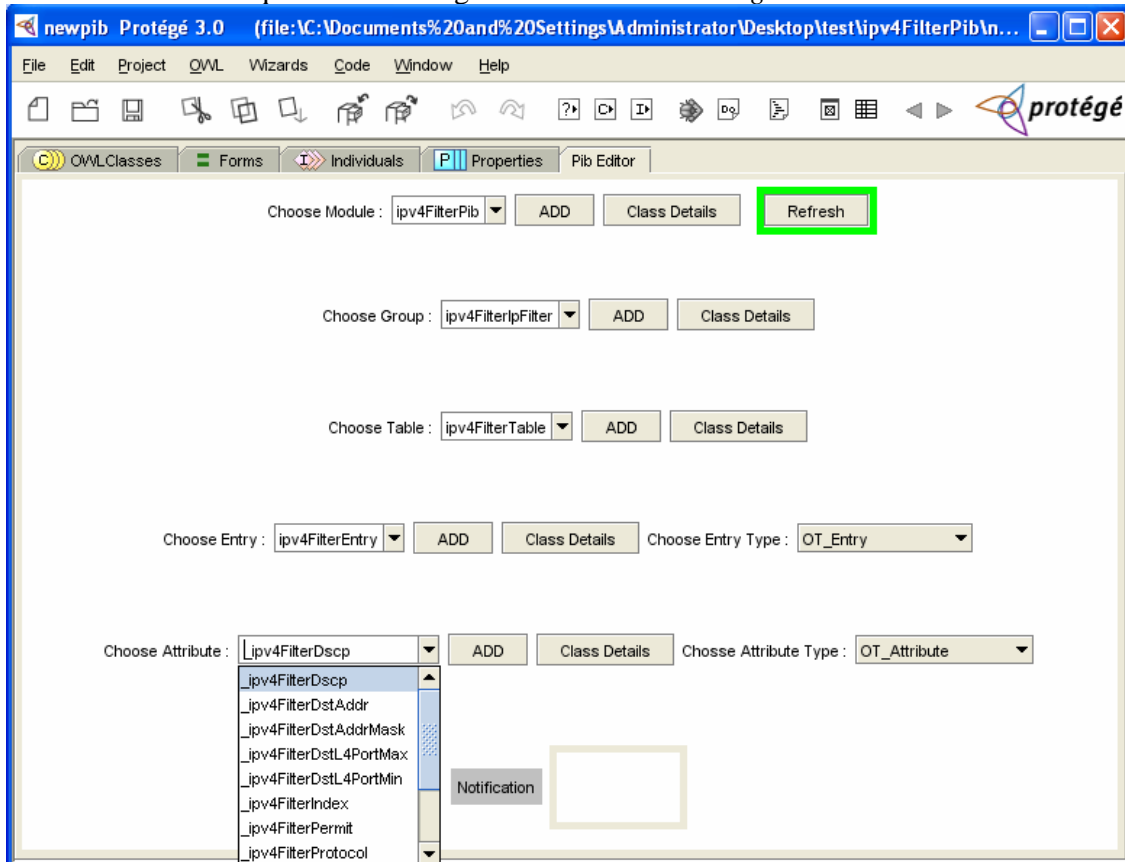 newpib Protégé 3.0 (file:\C:\Documents%20and%20Settings\Administrator\Desktop\test\ipv4FilterPib\n...
File Edit Project OWL Wizards Code Window Help
protégé
OWLClasses Forms Individuals Properties Pib Editor
Choose Module : ipv4FilterPib ADD Class Details Refresh
Choose Group : ipv4FilterIpFilter ADD Class Details
Choose Table : ipv4FilterTable ADD Class Details
Choose Entry : ipv4FilterEntry ADD Class Details Choose Entry Type : OT_Entry
Choose Attribute : _ipv4FilterDscp ADD Class Details Chosse Attribute Type : OT_Attribute
_ipv4FilterDscp
_ipv4FilterDstAddr
_ipv4FilterDstAddrMask
_ipv4FilterDstL4PortMax
_ipv4FilterDstL4PortMin
_ipv4FilterIndex
_ipv4FilterPermit
_ipv4FilterProtocol
Notification